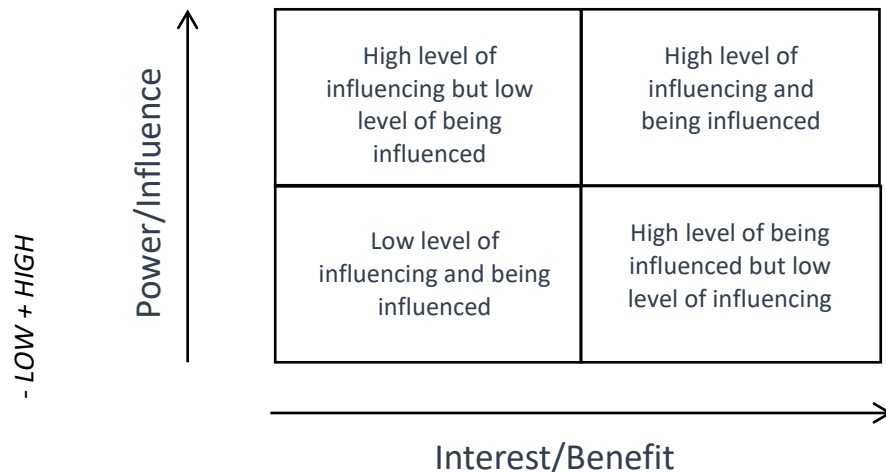 Power/Influence
- LOW + HIGH
High level of
influencing but low
level of being
influenced
High level of
influencing and
being influenced
Low level of
influencing and being
influenced
High level of being
influenced but low
level of influencing
Interest/Benefit